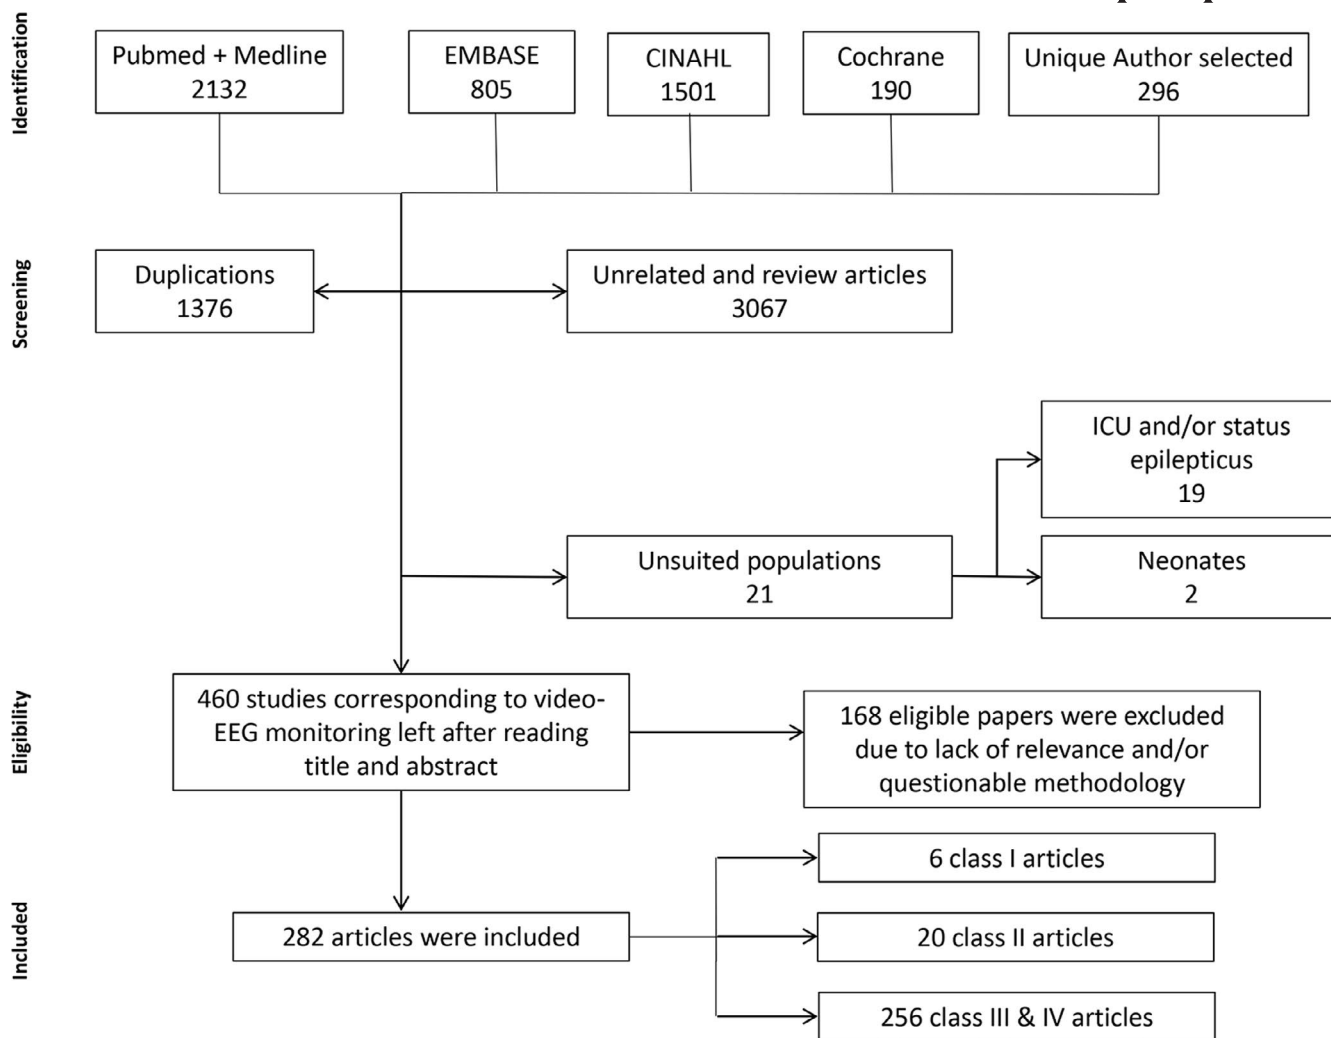 Identification
Pubmed + Medline
2132
EMBASE
805
CINAHL
1501
Cochrane
190
Unique Author selected
296
Screening
Duplications
1376
Unrelated and review articles
3067
ICU and/or status
epilepticus
19
Unsuited populations
21
Neonates
2
Eligibility
460 studies corresponding to video-
EEG monitoring left after reading
title and abstract
168 eligible papers were excluded
due to lack of relevance and/or
questionable methodology
Included
282 articles were included
6 class I articles
20 class II articles
256 class III & IV articles